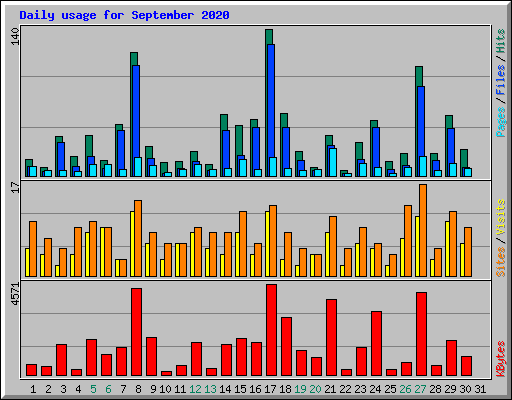 Daily usage for September 2020
140
Pages/Files/Hits
17
Sites/Visits
4571
KBytes
1 2 3 4 5 6 7 8 9 10 11 12 13 14 15 16 17 18 19 20 21 22 23 24 25 26 27 28 29 30 31